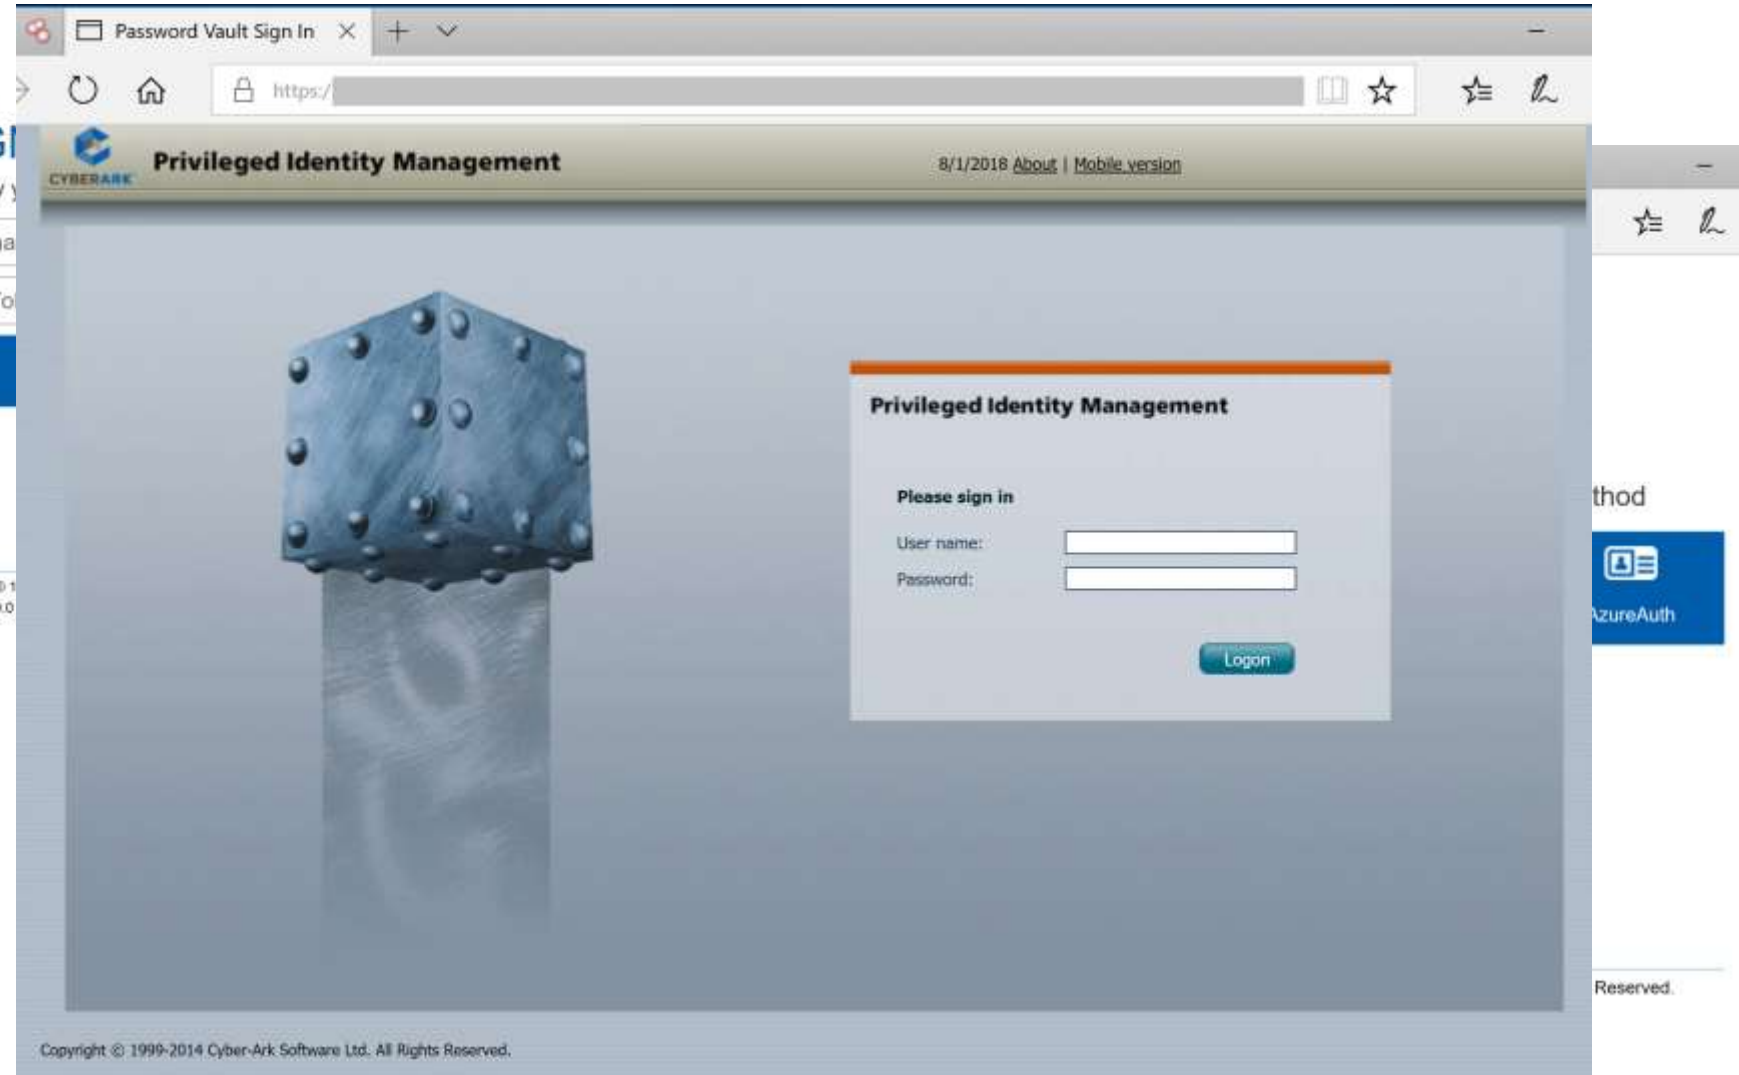 Password Vault Sign In
https:/
CYBERARK
Privileged Identity Management
8/1/2018 About | Mobile version
Privileged Identity Management
Please sign in
User name:
Password:
Logon
thod
AzureAuth
Reserved.
Copyright © 1999-2014 Cyber-Ark Software Ltd. All Rights Reserved.